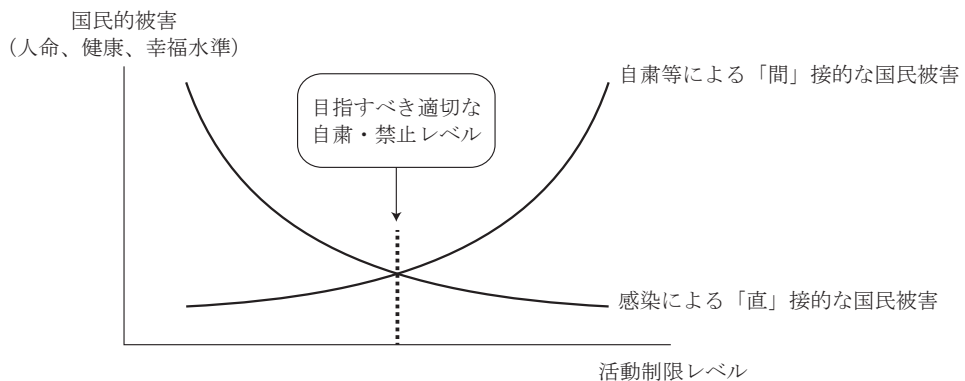 国民的被害
（人命、健康、幸福水準）
自粛等による「間」接的な国民被害
目指すべき適切な
自粛・禁止レベル
感染による「直」接的な国民被害
活動制限レベル